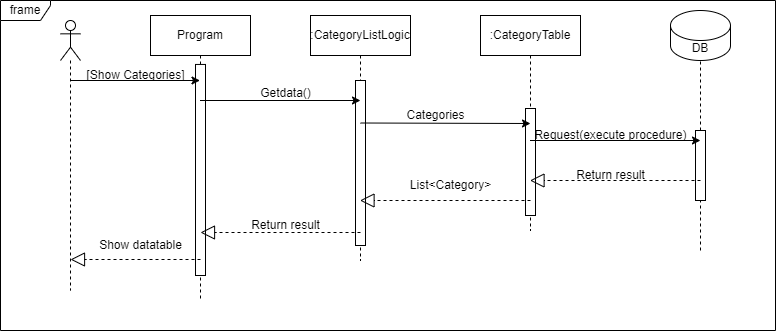 frame
Program
:CategoryListLogic
:CategoryTable
DB
[Show Categories]
Getdata()
Categories
Request(execute procedure)
Return result
List<Category>
Return result
Show datatable